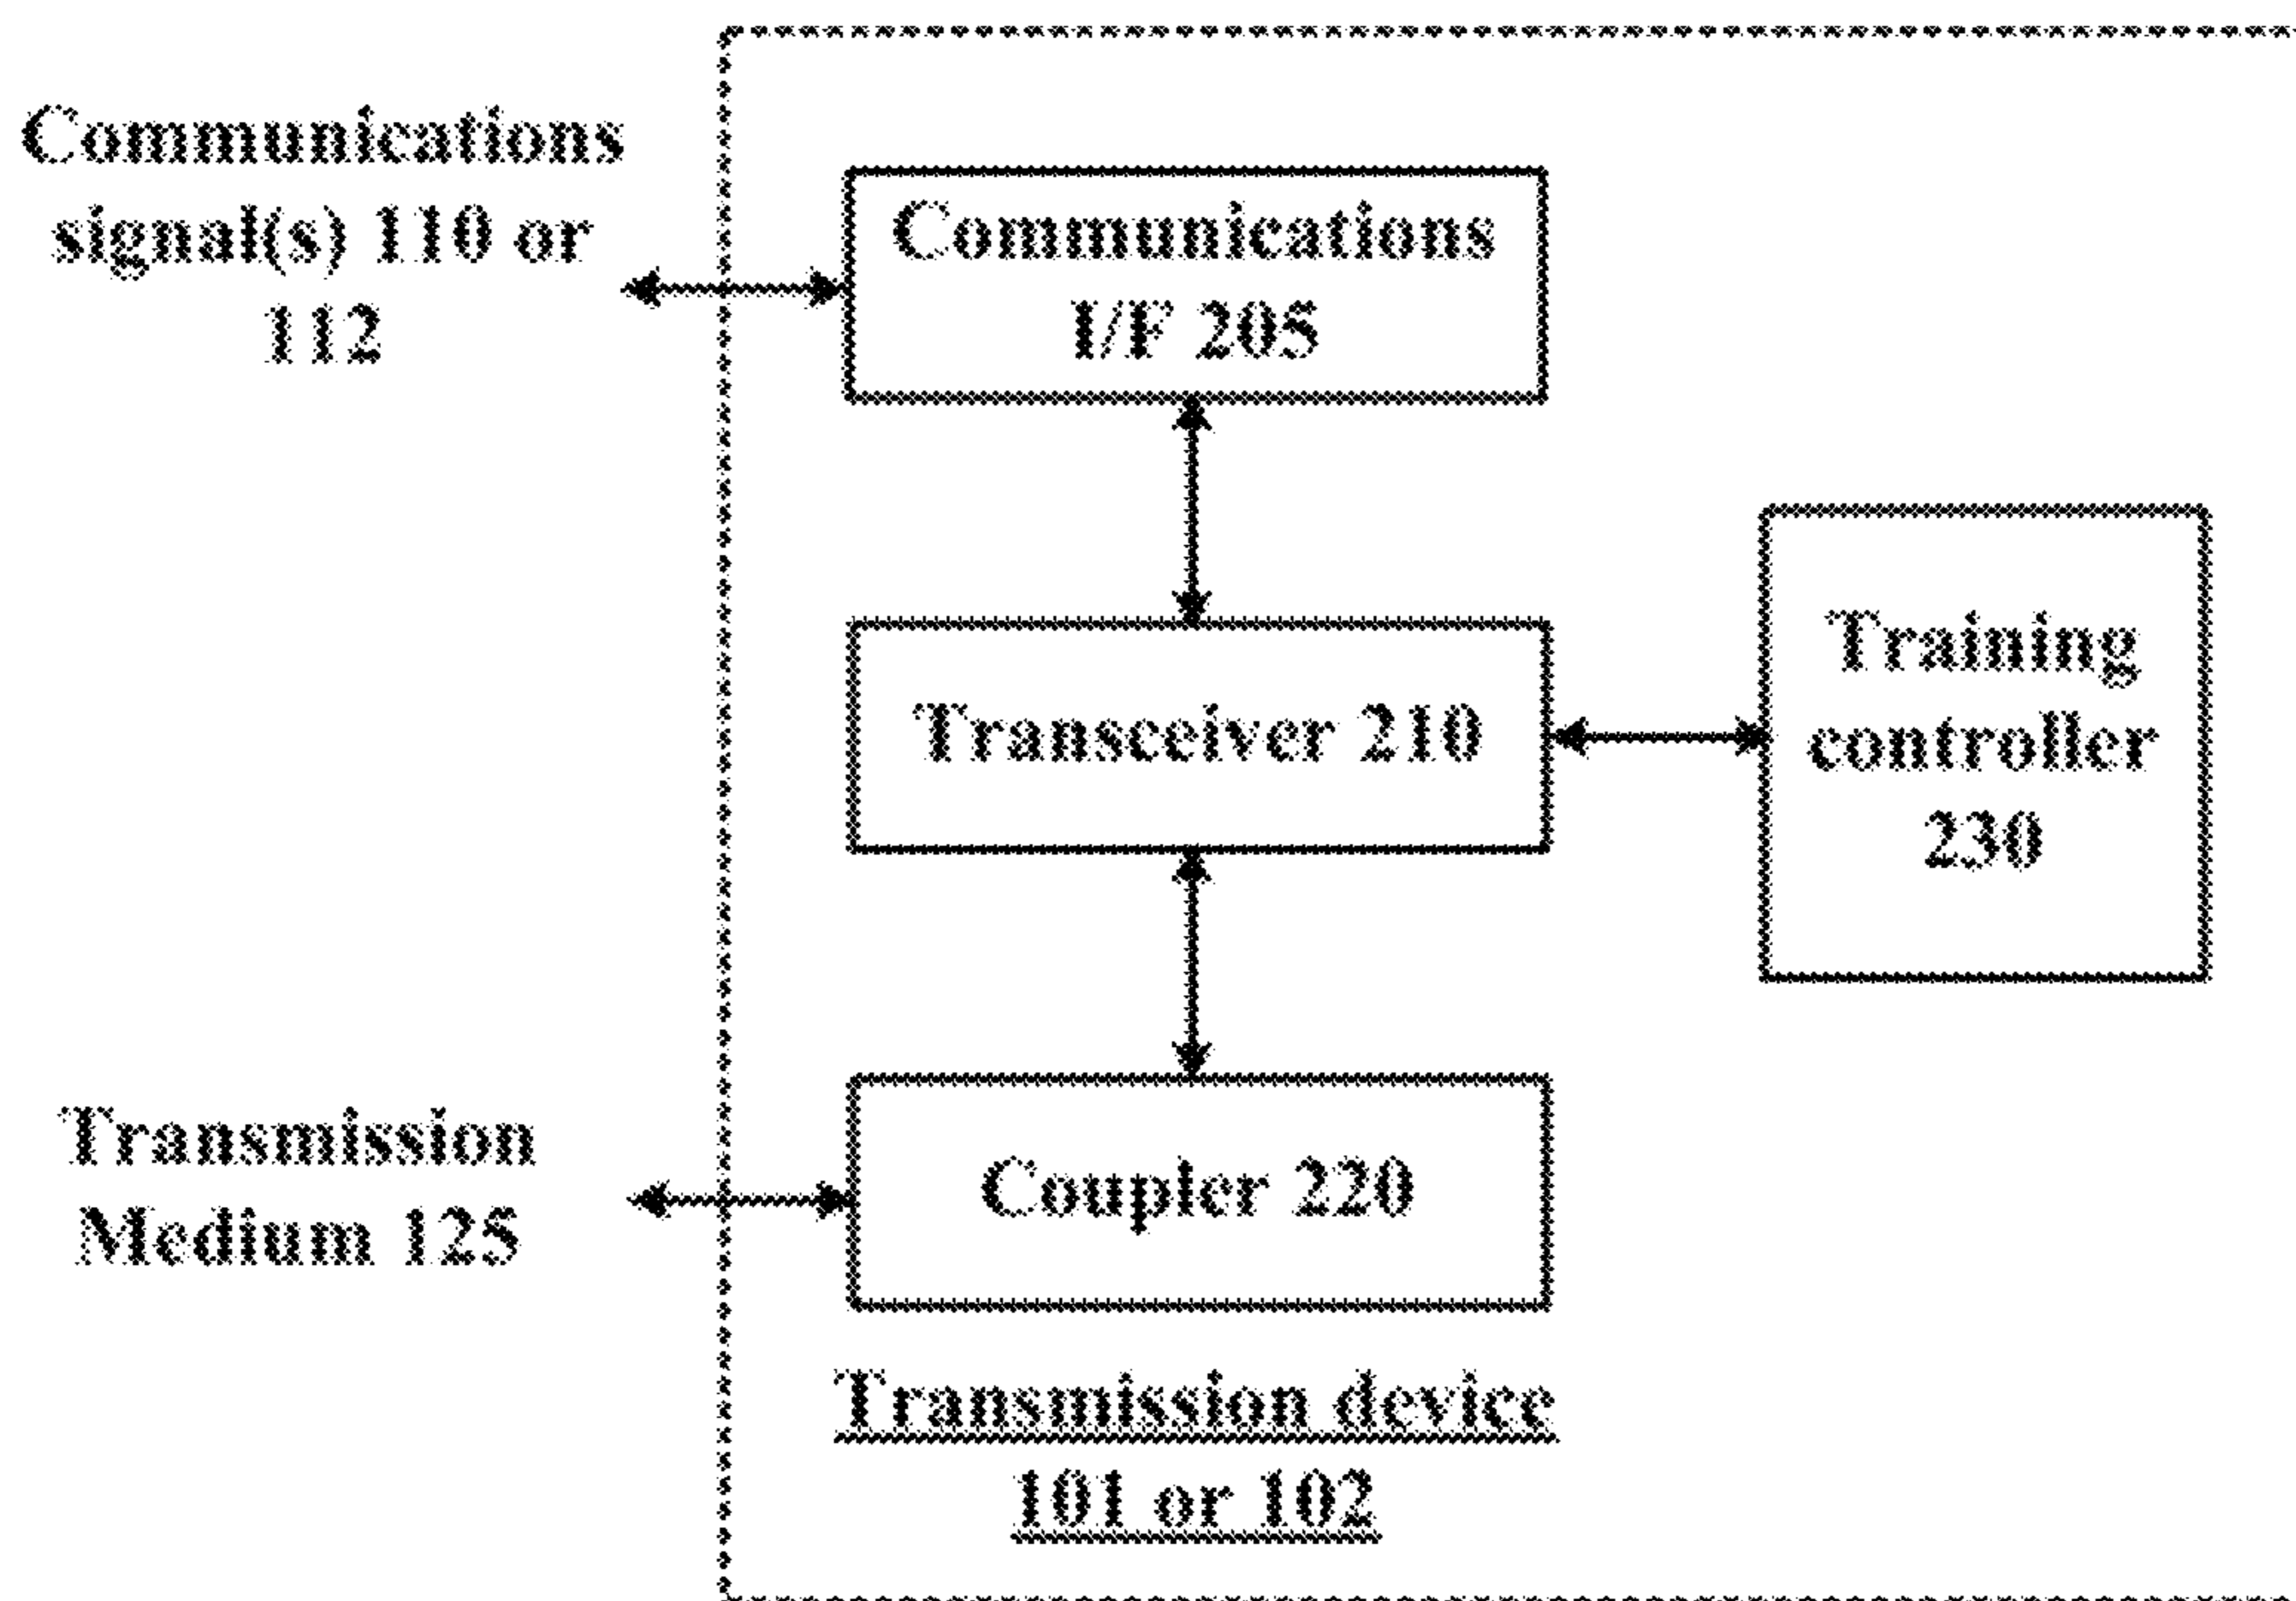 Communications
signal(s) 110 or
112
Communications
I/F 205
Transceiver 210
Training
controller
230
Transmission
Medium 125
Coupler 220
Transmission device
101 or 102